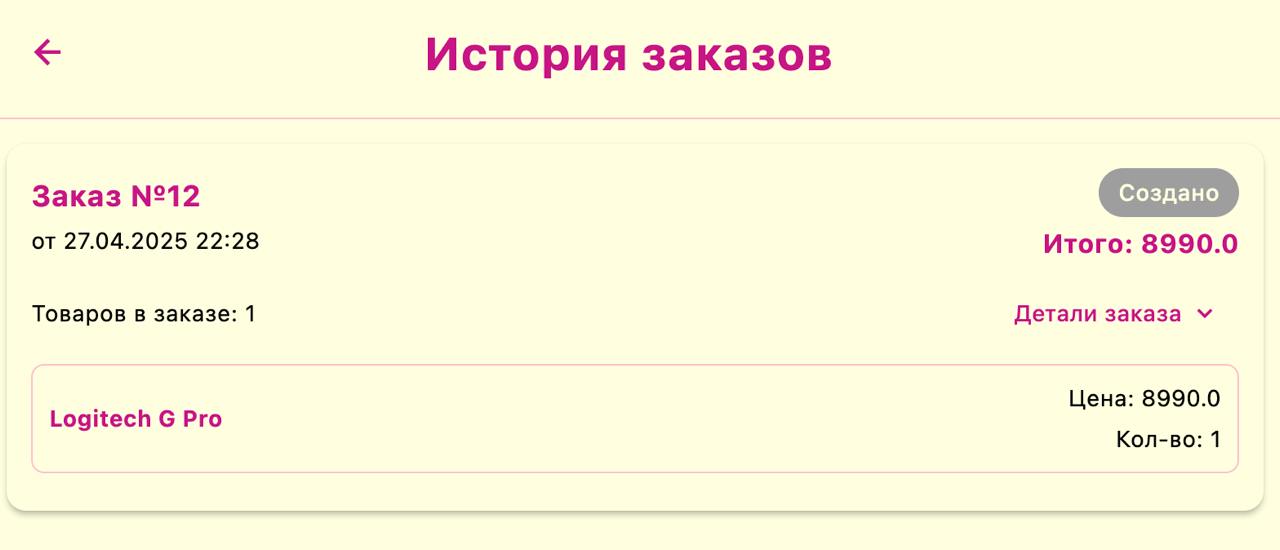 История заказов
Заказ №12
Создано
от 27.04.2025 22:28
Итого: 8990.0
Товаров в заказе: 1
Детали заказа
Logitech G Pro
Цена: 8990.0
Кол-во: 1